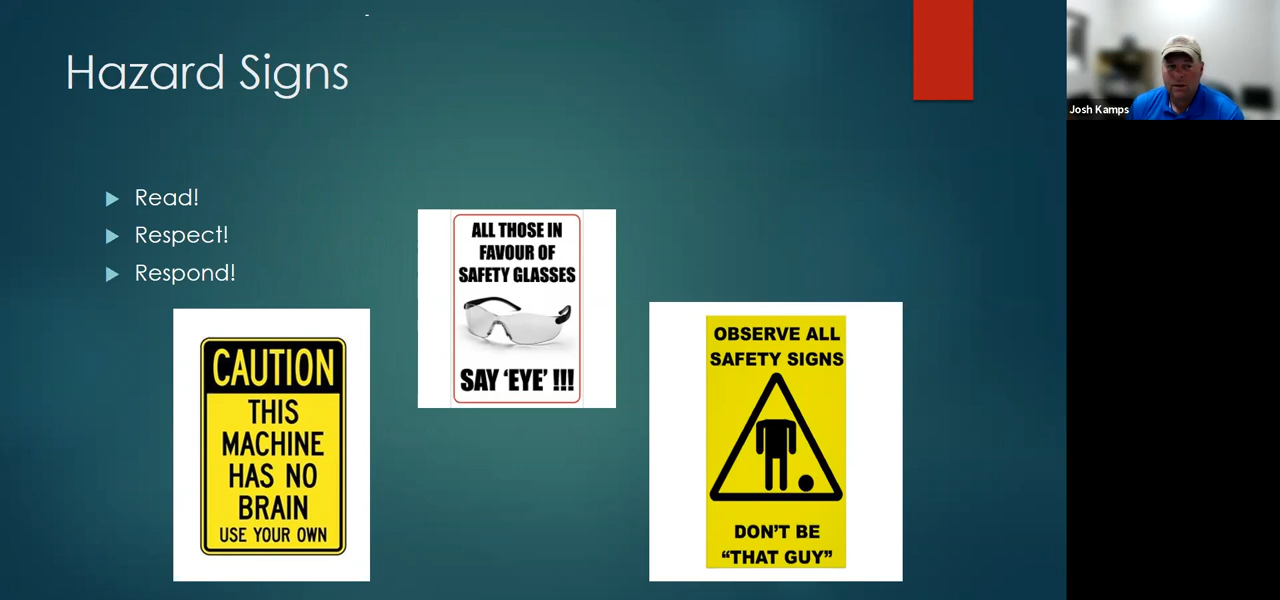 Hazard Signs
Read!
Respect!
Respond!
ALL THOSE IN
FAVOUR OF
SAFETY GLASSES
SAY ‘EYE’ !!!
CAUTION
THIS
MACHINE
HAS NO
BRAIN
USE YOUR OWN
OBSERVE ALL
SAFETY SIGNS
DON’T BE
“THAT GUY”
Josh Kamps